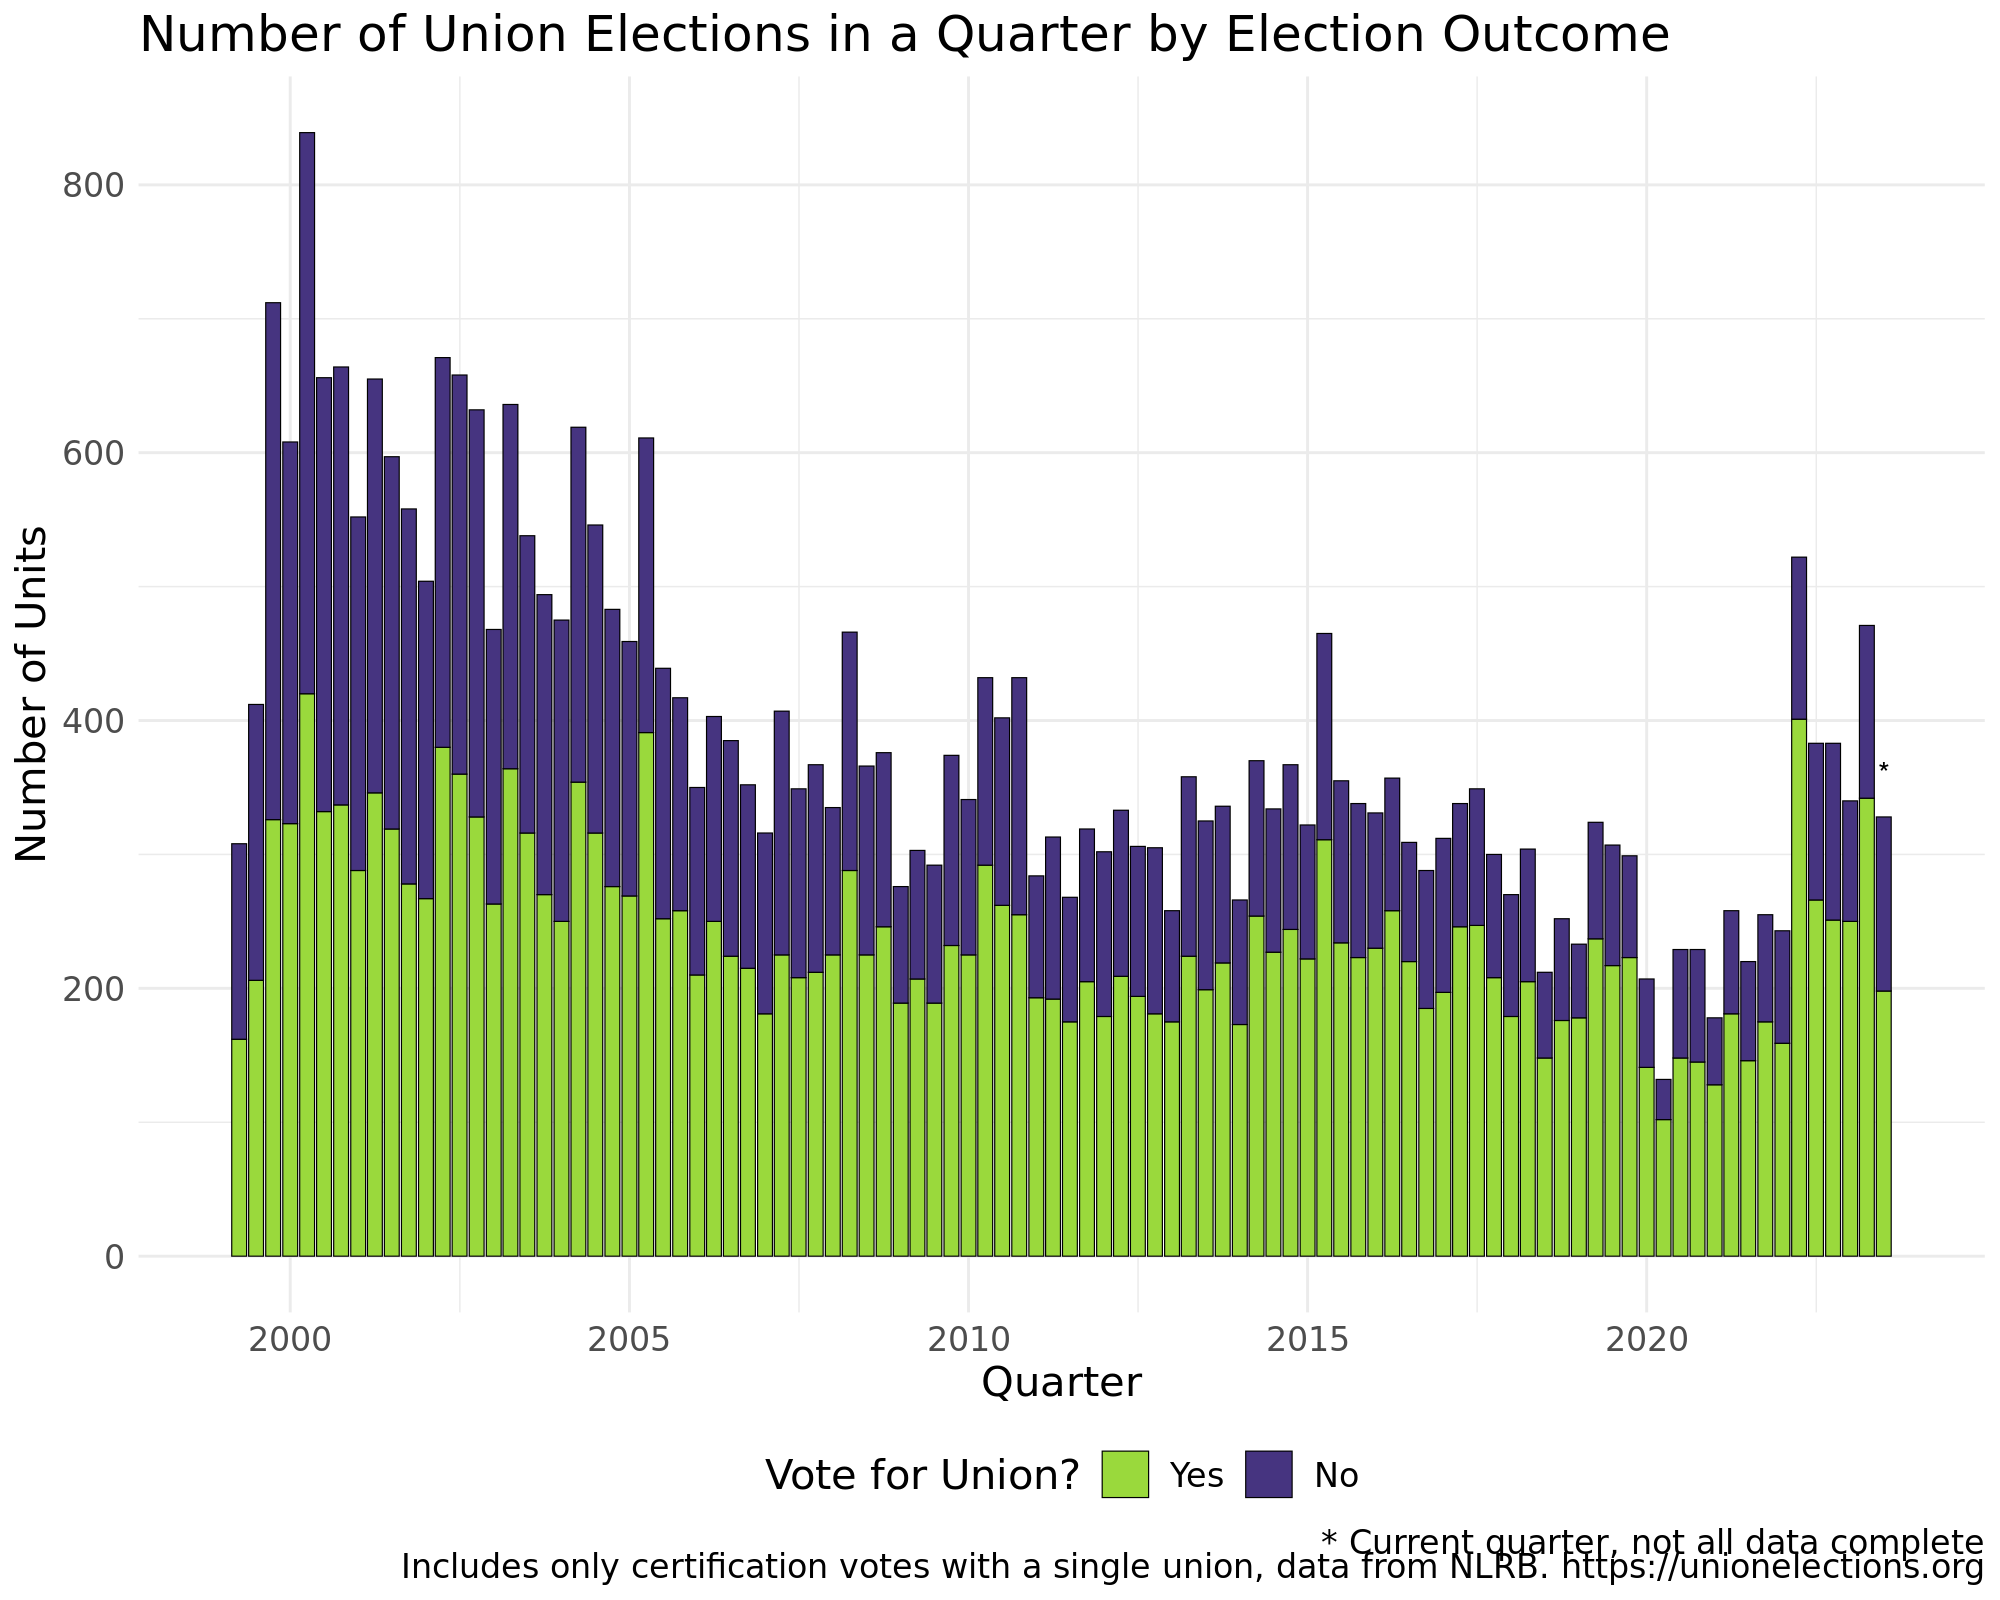 Number of Union Elections in a Quarter by Election Outcome
Number of Units
800
600
400
200
0
*
2000 2005 2010 2015 2020
Quarter
Vote for Union? Yes No
* Current quarter, not all data complete
Includes only certification votes with a single union, data from NLRB. https://unionelections.org